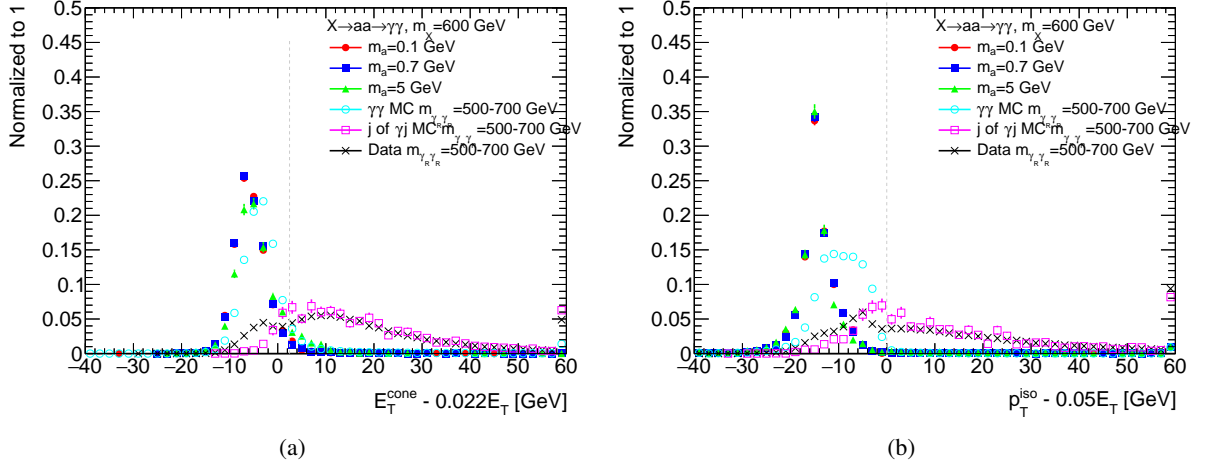 Normalized to 1
0.5
0.45
0.4
0.35
0.3
0.25
0.2
0.15
0.1
0.05
0
−40 −30 −20 −10 0 10 20 30 40 50 60
E_T^cone - 0.022E_T [GeV]
X→aa→γγ, m_X=600 GeV
m_a=0.1 GeV
m_a=0.7 GeV
m_a=5 GeV
γγ MC m_γ_Rγ_R=500-700 GeV
j of γj MC m_γ_Rγ_R=500-700 GeV
Data m_γ_Rγ_R=500-700 GeV
(a)
Normalized to 1
0.5
0.45
0.4
0.35
0.3
0.25
0.2
0.15
0.1
0.05
0
−40 −30 −20 −10 0 10 20 30 40 50 60
p_T^iso - 0.05E_T [GeV]
X→aa→γγ, m_X=600 GeV
m_a=0.1 GeV
m_a=0.7 GeV
m_a=5 GeV
γγ MC m_γ_Rγ_R=500-700 GeV
j of γj MC m_γ_Rγ_R=500-700 GeV
Data m_γ_Rγ_R=500-700 GeV
(b)